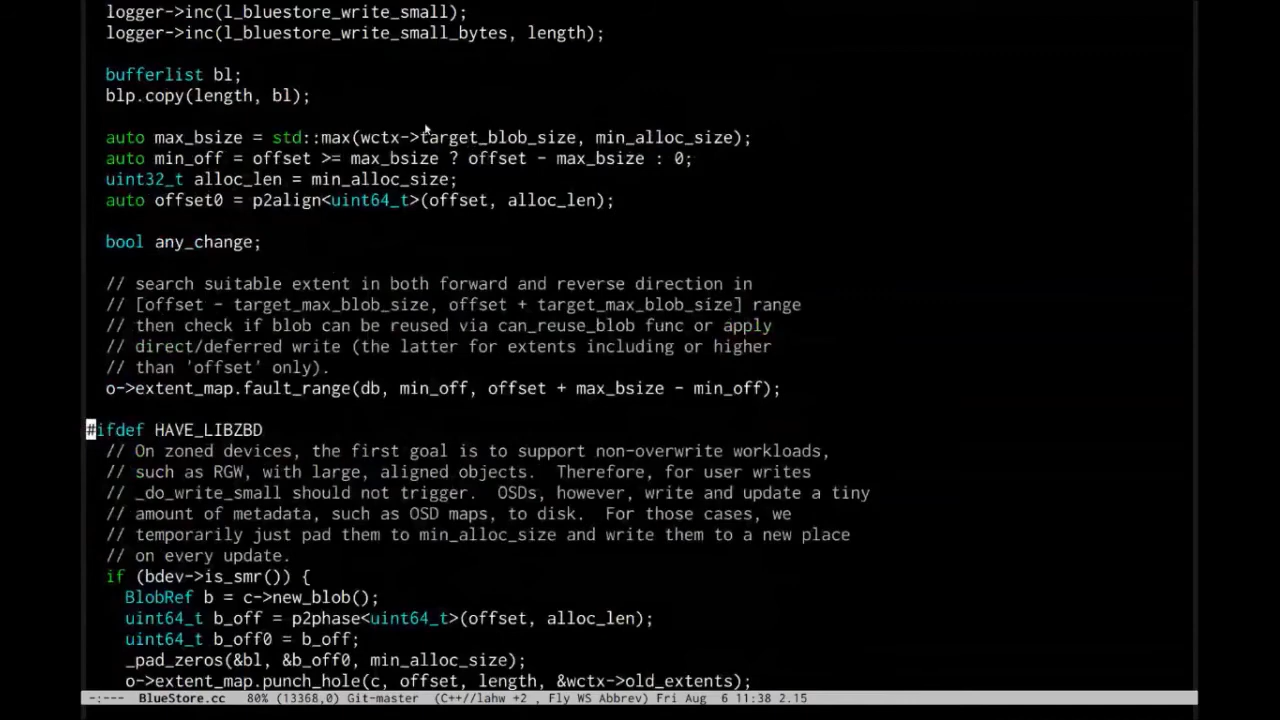 logger->inc(l_bluestore_write_small);
logger->inc(l_bluestore_write_small_bytes, length);
bufferlist bl;
blp.copy(length, bl);
auto max_bsize = std::max(wctx->target_blob_size, min_alloc_size);
auto min_off = offset >= max_bsize ? offset - max_bsize : 0;
uint32_t alloc_len = min_alloc_size;
auto offset0 = p2align<uint64_t>(offset, alloc_len);
bool any_change;
// search suitable extent in both forward and reverse direction in
// [offset - target_max_blob_size, offset + target_max_blob_size] range
// then check if blob can be reused via can_reuse_blob func or apply
// direct/deferred write (the latter for extents including or higher
// than 'offset' only).
o->extent_map.fault_range(db, min_off, offset + max_bsize - min_off);
#ifdef HAVE_LIBZBD
// On zoned devices, the first goal is to support non-overwrite workloads,
// such as RGW, with large, aligned objects.  Therefore, for user writes
// _do_write_small should not trigger.  OSDs, however, write and update a tiny
// amount of metadata, such as OSD maps, to disk.  For those cases, we
// temporarily just pad them to min_alloc_size and write them to a new place
// on every update.
if (bdev->is_smr()) {
BlobRef b = c->new_blob();
uint64_t b_off = p2phase<uint64_t>(offset, alloc_len);
uint64_t b_off0 = b_off;
_pad_zeros(&bl, &b_off0, min_alloc_size);
o->extent_map.punch_hole(c, offset, length, &wctx->old_extents);
-:--- BlueStore.cc 80% (13368,0) Git-master (C++//lahw +2 , Fly WS Abbrev) Fri Aug 6 11:38 2.15